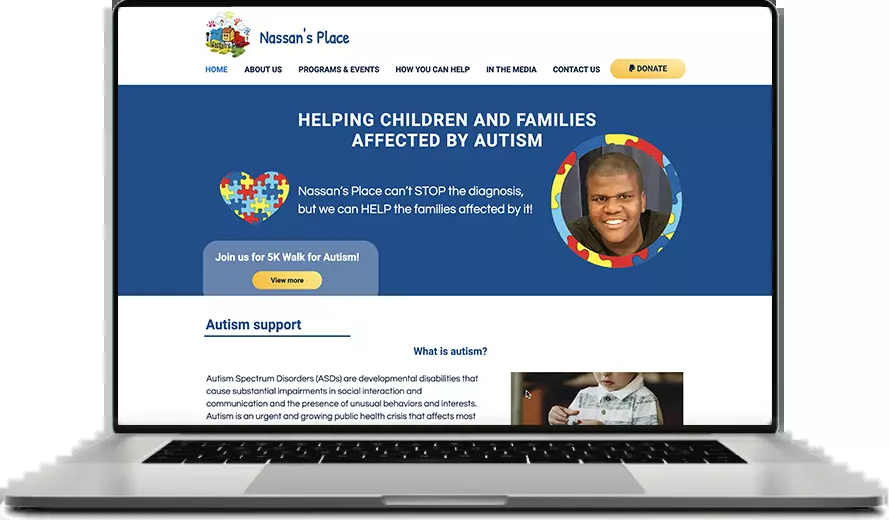 Nassan's Place
Nassan's Place
HOME ABOUT US PROGRAMS & EVENTS HOW YOU CAN HELP IN THE MEDIA CONTACT US DONATE
HELPING CHILDREN AND FAMILIES
AFFECTED BY AUTISM
Nassan's Place can't STOP the diagnosis,
but we can HELP the families affected by it!
Join us for 5K Walk for Autism!
View more
Autism support
What is autism?
Autism Spectrum Disorders (ASDs) are developmental disabilities that
cause substantial impairments in social interaction and
communication and the presence of unusual behaviors and interests.
Autism is an urgent and growing public health crisis that affects most